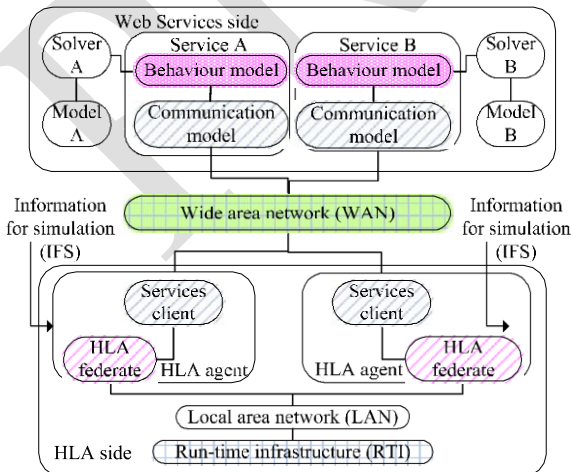 Web Services side
Solver
A
Service A
Service B
Solver
B
Behaviour model
Behaviour model
Model
A
Communication
model
Communication
model
Model
B
Information
for simulation
(IFS)
Wide area network (WAN)
Information
for simulation
(IFS)
Services
client
Services
client
HLA
federate
HLA agent
HLA agent
HLA
federate
Local area network (LAN)
HLA side
Run-time infrastructure (RTI)